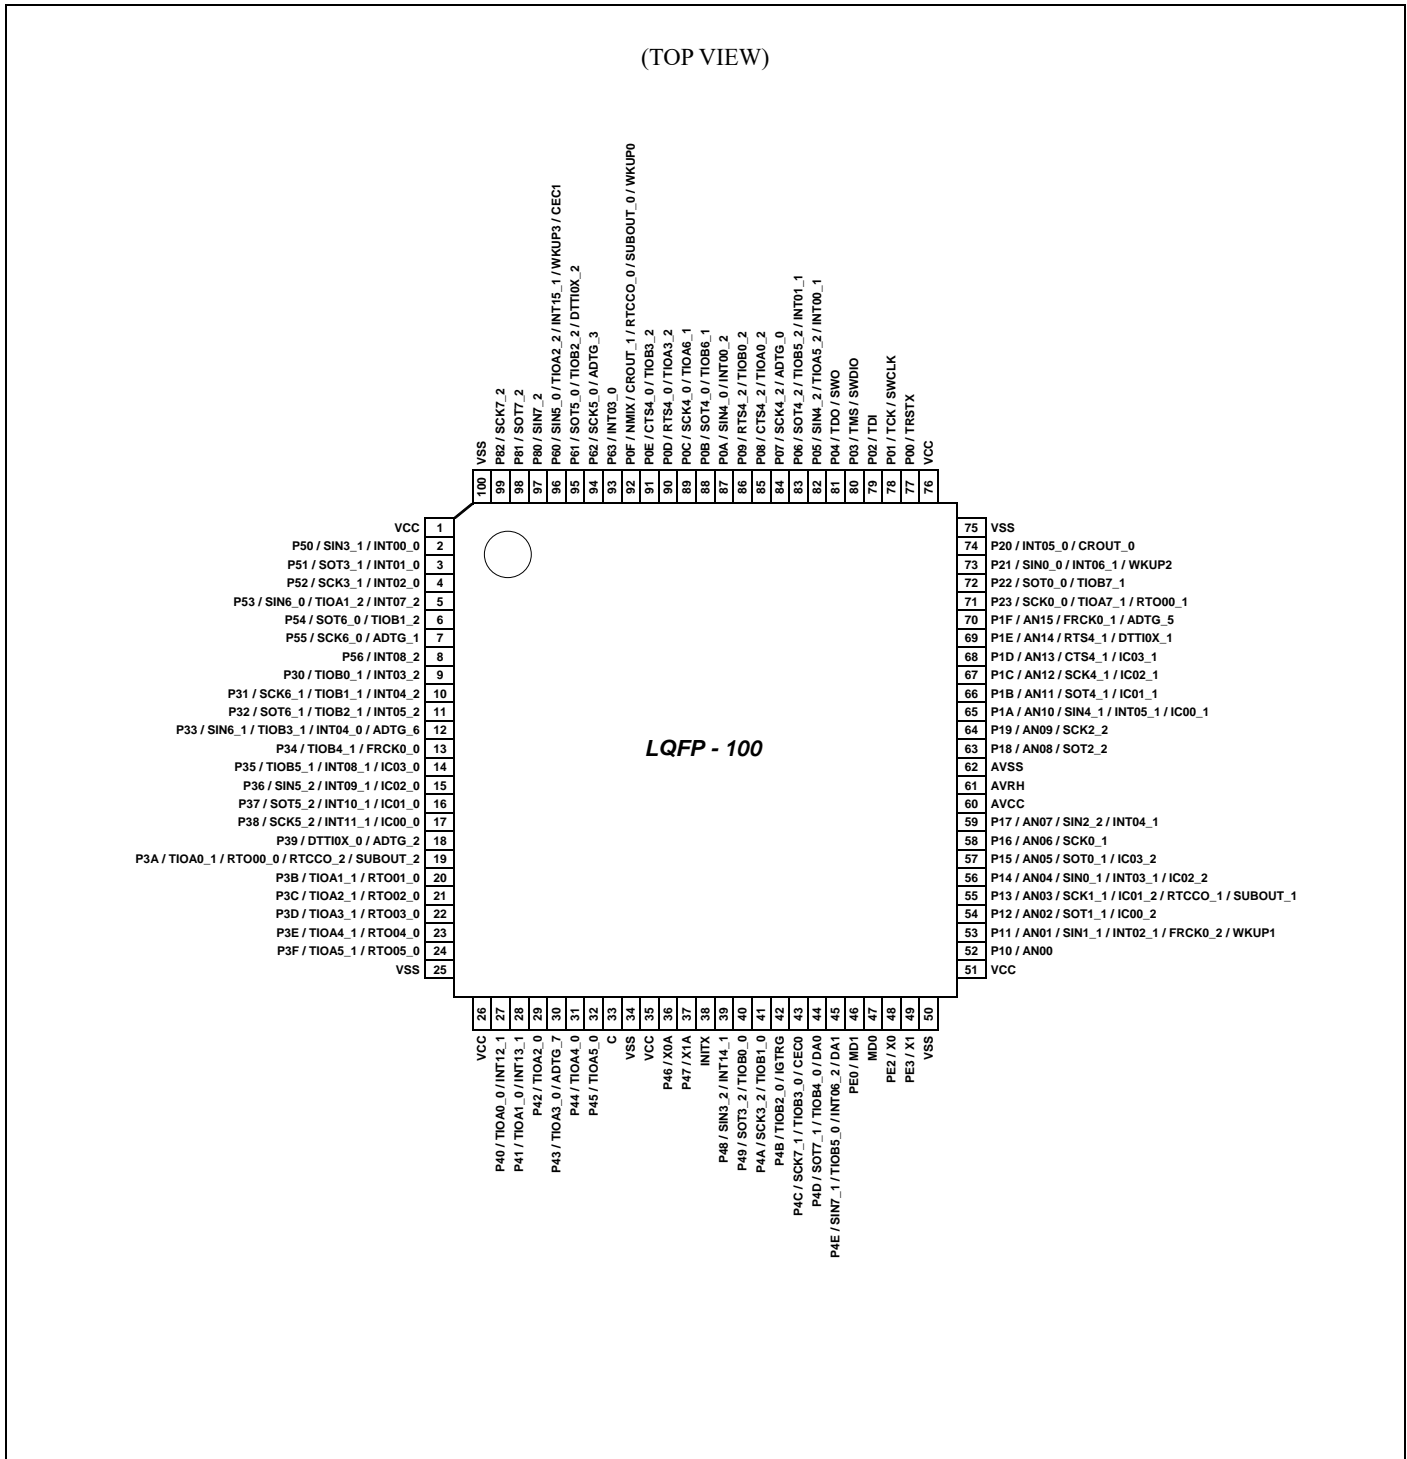 (TOP VIEW)
VSS
P82 / SCK7_2
P81 / SOT7_2
P80 / SIN7_2
P60 / SIN5_0 / TIOA2_2 / INT15_1 / WKUP3 / CEC1
P61 / SOT5_0 / TIOB2_2 / DTTI0X_2
P62 / SCK5_0 / ADTG_3
P63 / INT03_0
P0F / NMIX / CROUT_1 / RTCCO_0 / SUBOUT_0 / WKUP0
P0E / CTS4_0 / TIOB3_2
P0D / RTS4_0 / TIOA3_2
P0C / SCK4_0 / TIOA6_1
P0B / SOT4_0 / TIOB6_1
P0A / SIN4_0 / INT00_2
P09 / RTS4_2 / TIOB0_2
P08 / CTS4_2 / TIOA0_2
P07 / SCK4_2 / ADTG_0
P06 / SOT4_2 / TIOB5_2 / INT01_1
P05 / SIN4_2 / TIOA5_2 / INT00_1
P04 / TDO / SWO
P03 / TMS / SWDIO
P02 / TDI
P01 / TCK / SWCLK
P00 / TRSTX
VCC
100
99
98
97
96
95
94
93
92
91
90
89
88
87
86
85
84
83
82
81
80
79
78
77
76
VCC 1
P50 / SIN3_1 / INT00_0 2
P51 / SOT3_1 / INT01_0 3
P52 / SCK3_1 / INT02_0 4
P53 / SIN6_0 / TIOA1_2 / INT07_2 5
P54 / SOT6_0 / TIOB1_2 6
P55 / SCK6_0 / ADTG_1 7
P56 / INT08_2 8
P30 / TIOB0_1 / INT03_2 9
P31 / SCK6_1 / TIOB1_1 / INT04_2 10
P32 / SOT6_1 / TIOB2_1 / INT05_2 11
P33 / SIN6_1 / TIOB3_1 / INT04_0 / ADTG_6 12
P34 / TIOB4_1 / FRCK0_0 13
P35 / TIOB5_1 / INT08_1 / IC03_0 14
P36 / SIN5_2 / INT09_1 / IC02_0 15
P37 / SOT5_2 / INT10_1 / IC01_0 16
P38 / SCK5_2 / INT11_1 / IC00_0 17
P39 / DTTI0X_0 / ADTG_2 18
P3A / TIOA0_1 / RTO00_0 / RTCCO_2 / SUBOUT_2 19
P3B / TIOA1_1 / RTO01_0 20
P3C / TIOA2_1 / RTO02_0 21
P3D / TIOA3_1 / RTO03_0 22
P3E / TIOA4_1 / RTO04_0 23
P3F / TIOA5_1 / RTO05_0 24
VSS 25
LQFP - 100
75 VSS
74 P20 / INT05_0 / CROUT_0
73 P21 / SIN0_0 / INT06_1 / WKUP2
72 P22 / SOT0_0 / TIOB7_1
71 P23 / SCK0_0 / TIOA7_1 / RTO00_1
70 P1F / AN15 / FRCK0_1 / ADTG_5
69 P1E / AN14 / RTS4_1 / DTTI0X_1
68 P1D / AN13 / CTS4_1 / IC03_1
67 P1C / AN12 / SCK4_1 / IC02_1
66 P1B / AN11 / SOT4_1 / IC01_1
65 P1A / AN10 / SIN4_1 / INT05_1 / IC00_1
64 P19 / AN09 / SCK2_2
63 P18 / AN08 / SOT2_2
62 AVSS
61 AVRH
60 AVCC
59 P17 / AN07 / SIN2_2 / INT04_1
58 P16 / AN06 / SCK0_1
57 P15 / AN05 / SOT0_1 / IC03_2
56 P14 / AN04 / SIN0_1 / INT03_1 / IC02_2
55 P13 / AN03 / SCK1_1 / IC01_2 / RTCCO_1 / SUBOUT_1
54 P12 / AN02 / SOT1_1 / IC00_2
53 P11 / AN01 / SIN1_1 / INT02_1 / FRCK0_2 / WKUP1
52 P10 / AN00
51 VCC
26
27
28
29
30
31
32
33
34
35
36
37
38
39
40
41
42
43
44
45
46
47
48
49
50
VCC
P40 / TIOA0_0 / INT12_1
P41 / TIOA1_0 / INT13_1
P42 / TIOA2_0
P43 / TIOA3_0 / ADTG_7
P44 / TIOA4_0
P45 / TIOA5_0
C
VSS
VCC
P46 / X0A
P47 / X1A
INITX
P48 / SIN3_2 / INT14_1
P49 / SOT3_2 / TIOB0_0
P4A / SCK3_2 / TIOB1_0
P4B / TIOB2_0 / IGTRG
P4C / SCK7_1 / TIOB3_0 / CEC0
P4D / SOT7_1 / TIOB4_0 / DA0
P4E / SIN7_1 / TIOB5_0 / INT06_2 / DA1
PE0 / MD1
MD0
PE2 / X0
PE3 / X1
VSS